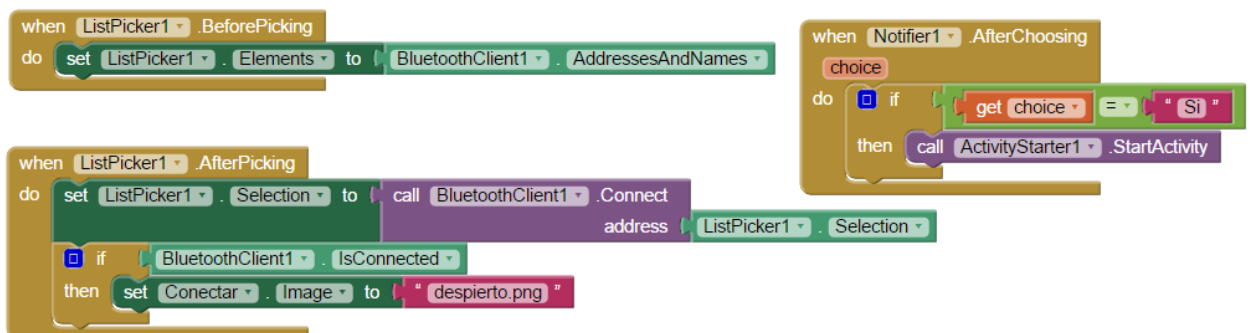 when ListPicker1 .BeforePicking
do set ListPicker1 . Elements to BluetoothClient1 . AddressesAndNames
when ListPicker1 .AfterPicking
do set ListPicker1 . Selection to call BluetoothClient1 .Connect
address ListPicker1 . Selection
if BluetoothClient1 . IsConnected
then set Conectar . Image to " despierto.png "
when Notifier1 .AfterChoosing
choice
do if get choice = " Si "
then call ActivityStarter1 .StartActivity